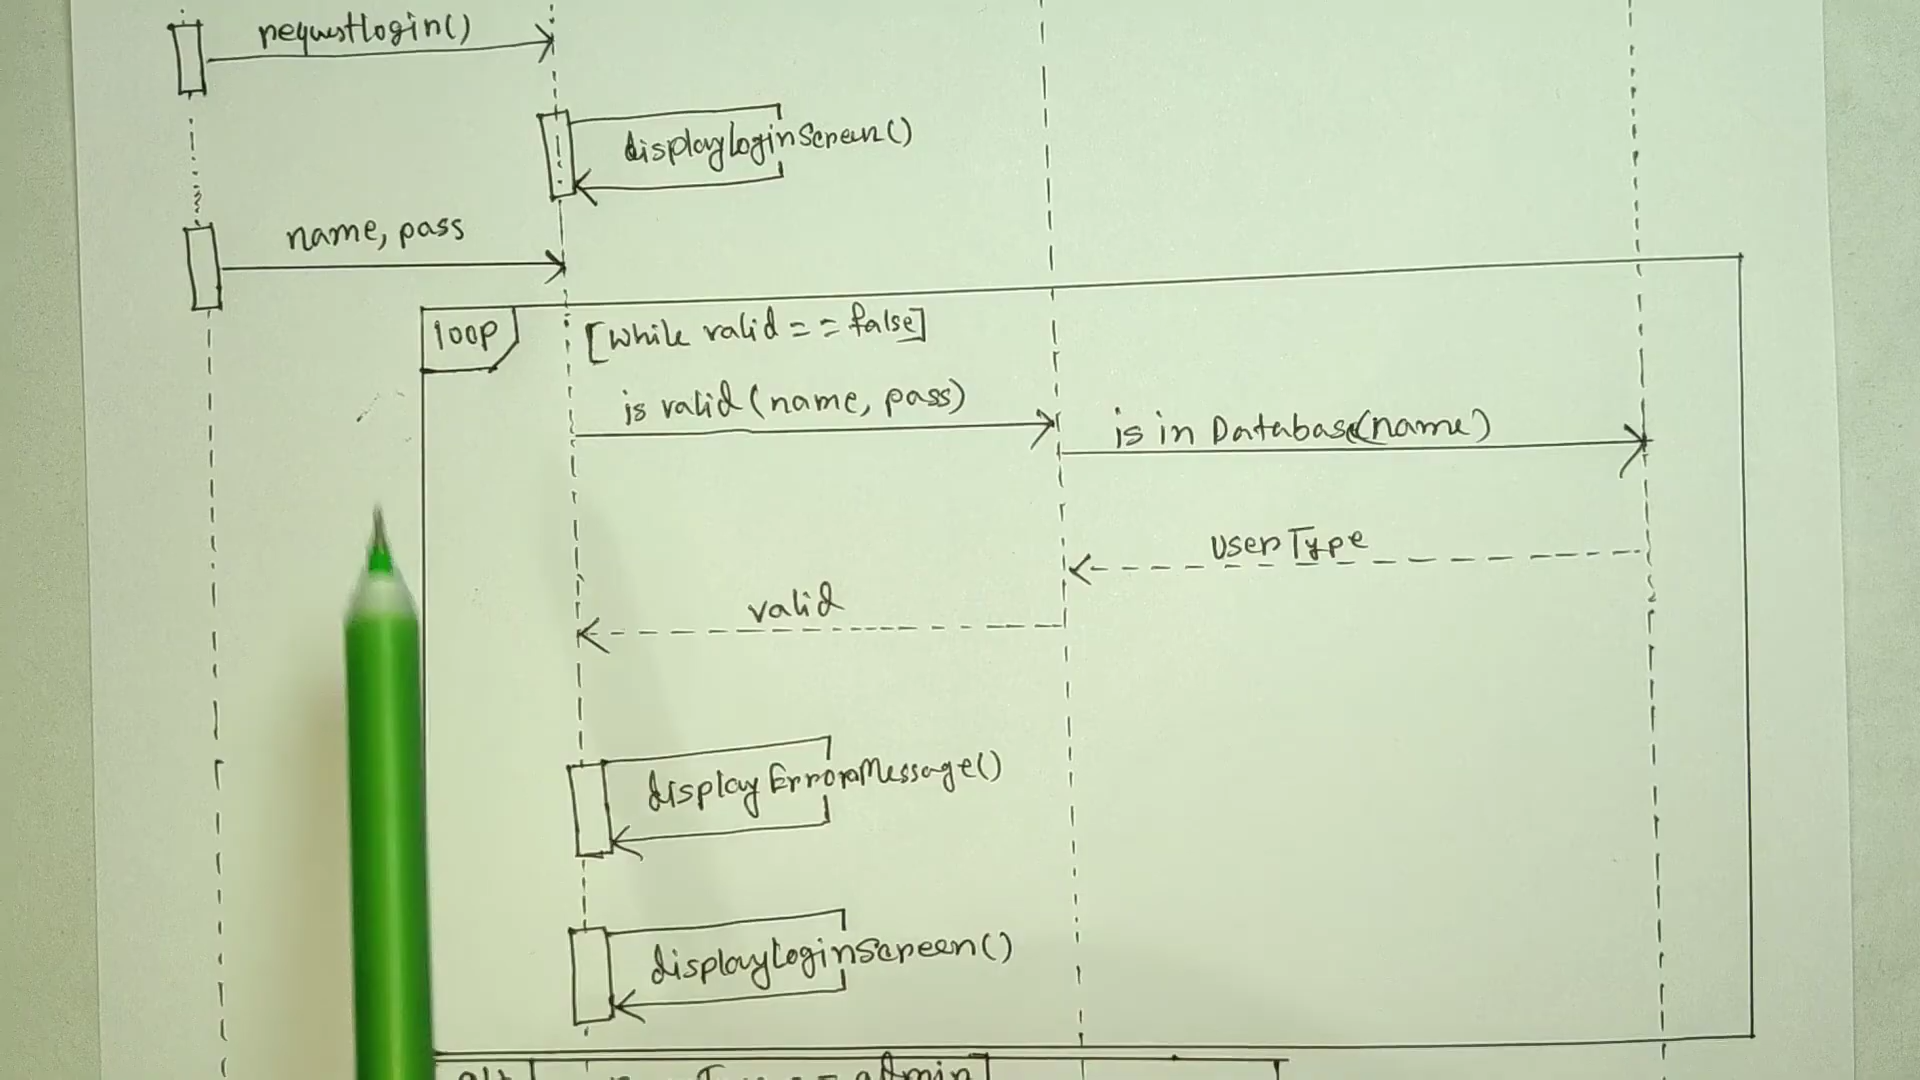 requestlogin()
displayLoginScreen()
name, pass
loop
[while valid == false]
is valid (name, pass)
is in Database(name)
userType
valid
displayErrorMessage()
displayLoginScreen()
= admin]